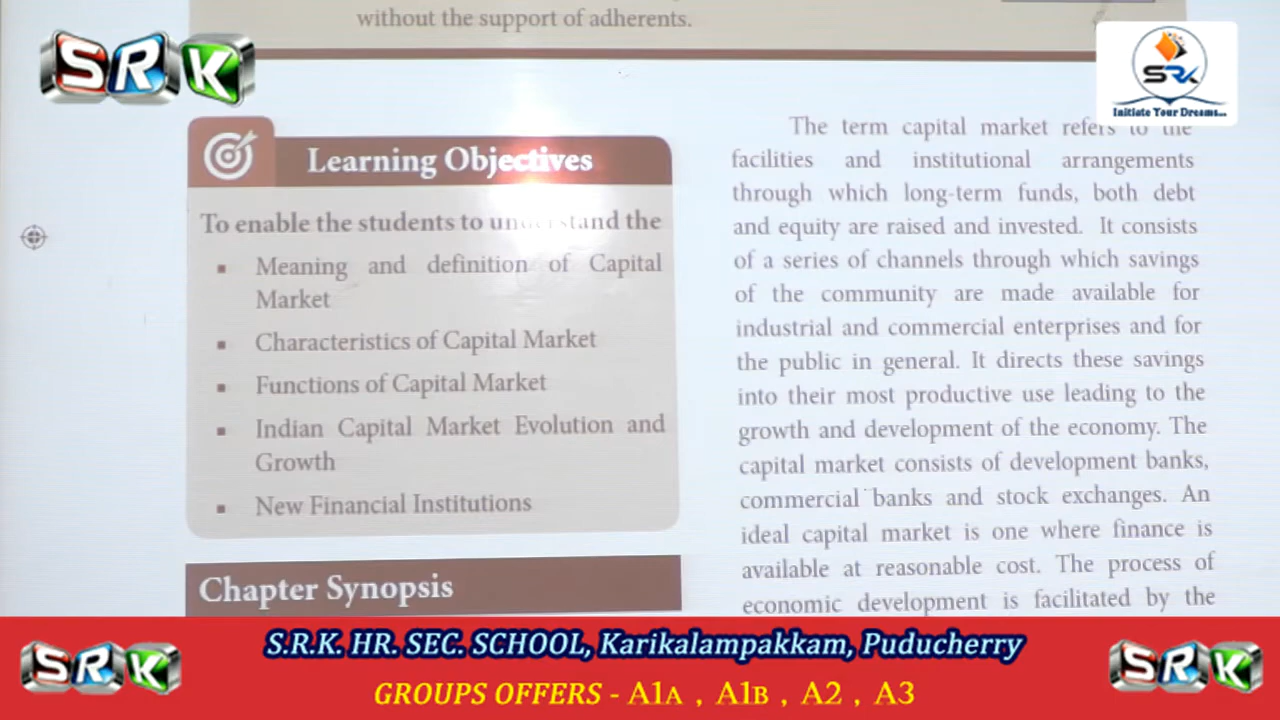 without the support of adherents.
SRK
SRK
Initiate Your Dreams...
Learning Objectives
To enable the students to understand the
▪ Meaning and definition of Capital
Market
▪ Characteristics of Capital Market
▪ Functions of Capital Market
▪ Indian Capital Market Evolution and
Growth
▪ New Financial Institutions
Chapter Synopsis
The term capital market refers to the
facilities and institutional arrangements
through which long-term funds, both debt
and equity are raised and invested. It consists
of a series of channels through which savings
of the community are made available for
industrial and commercial enterprises and for
the public in general. It directs these savings
into their most productive use leading to the
growth and development of the economy. The
capital market consists of development banks,
commercial banks and stock exchanges. An
ideal capital market is one where finance is
available at reasonable cost. The process of
economic development is facilitated by the
SRK
S.R.K. HR. SEC. SCHOOL, Karikalampakkam, Puducherry
GROUPS OFFERS - A1A , A1B , A2 , A3
SRK